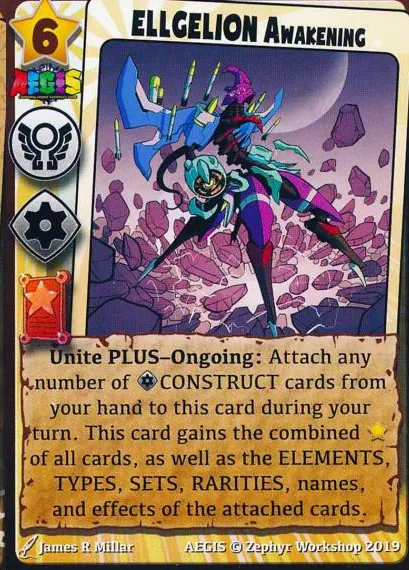 6
ELLGELION AWAKENING
AEGIS
Unite PLUS–Ongoing: Attach any
number of CONSTRUCT cards from
your hand to this card during your
turn. This card gains the combined
of all cards, as well as the ELEMENTS,
TYPES, SETS, RARITIES, names,
and effects of the attached cards.
James R Millar
AEGIS © Zephyr Workshop 2019